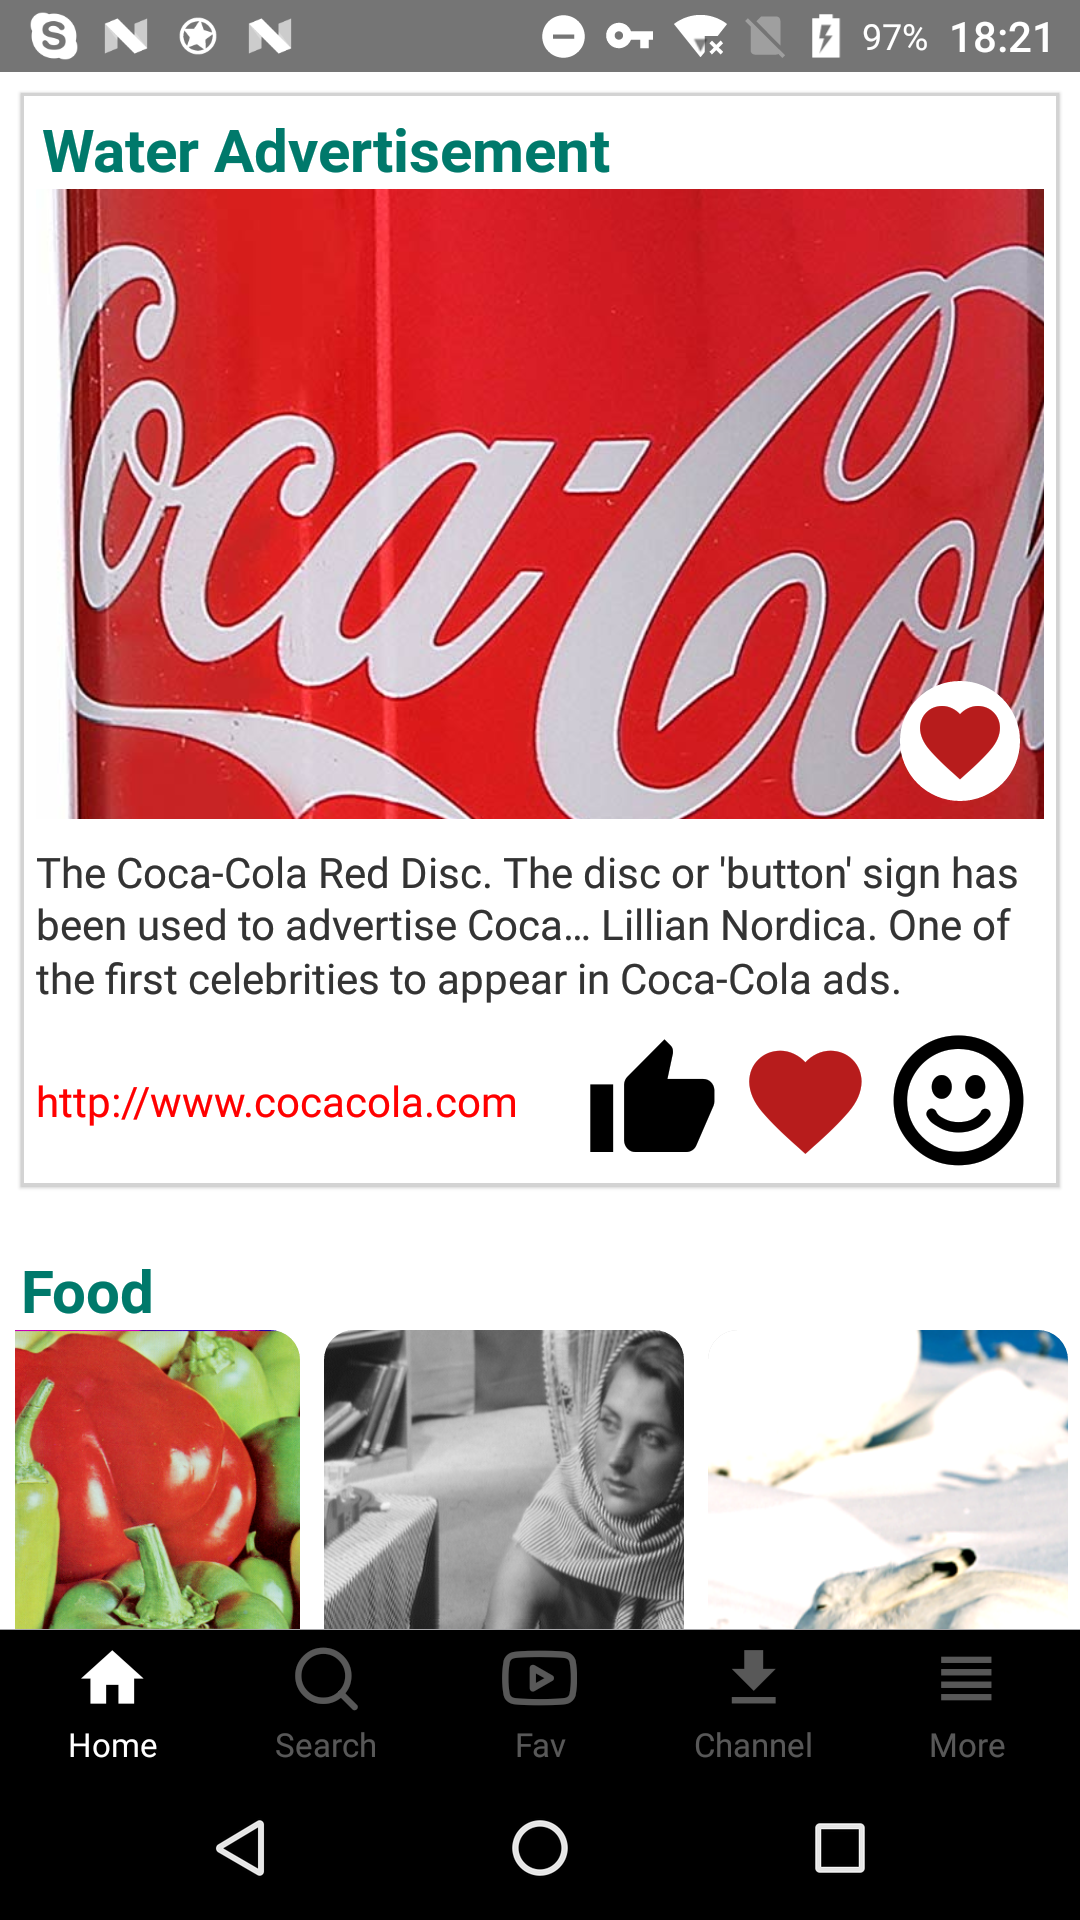 97% 18:21
Water Advertisement
Coca-Col
The Coca-Cola Red Disc. The disc or 'button' sign has
been used to advertise Coca... Lillian Nordica. One of
the first celebrities to appear in Coca-Cola ads.
http://www.cocacola.com
Food
Home Search Fav Channel More